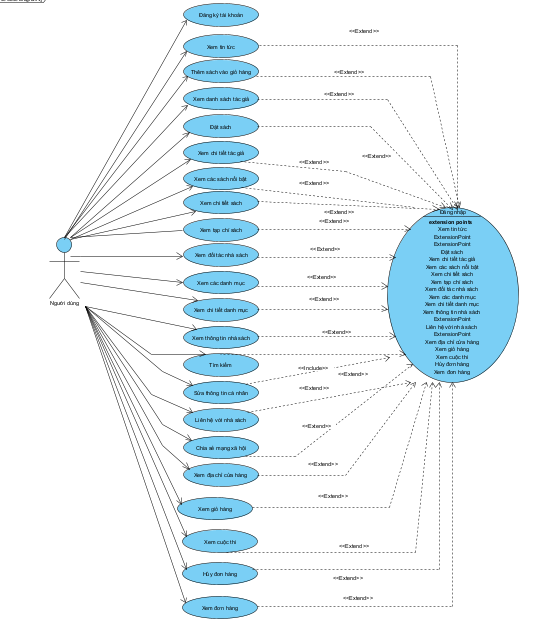 Đăng ký tài khoản
<<Extend>>
Xem tin tức
Thêm sách vào giỏ hàng
<<Extend>>
Xem danh sách tác giả
<<Extend>>
Đặt sách
Xem chi tiết tác giả
<<Extend>>
<<Extend>>
Xem các sách nổi bật
<<Extend>>
Xem chi tiết sách
<<Extend>>
Xem tạp chí sách
Xem đối tác nhà sách
<<Extend>>
Xem các danh mục
<<Extend>>
Xem chi tiết danh mục
<<Extend>>
Xem thông tin nhà sách
<<Extend>>
Tìm kiếm
<<Include>>
<<Extend>>
Sửa thông tin cá nhân
<<Extend>>
Liên hệ với nhà sách
<<Extend>>
Chia sẻ mạng xã hội
<<Extend>>
Xem địa chỉ cửa hàng
<<Extend>>
Xem giỏ hàng
Xem cuộc thi
<<Extend>>
Hủy đơn hàng
<<Extend>>
<<Extend>>
Xem đơn hàng
Người dùng
Đăng nhập
extension points
Xem tin tức
ExtensionPoint
ExtensionPoint
Đặt sách
Xem chi tiết tác giả
Xem các sách nổi bật
Xem chi tiết sách
Xem tạp chí sách
Xem đối tác nhà sách
Xem các danh mục
Xem chi tiết danh mục
Xem thông tin nhà sách
ExtensionPoint
Liên hệ với nhà sách
ExtensionPoint
Xem địa chỉ cửa hàng
Xem giỏ hàng
Xem cuộc thi
Hủy đơn hàng
Xem đơn hàng